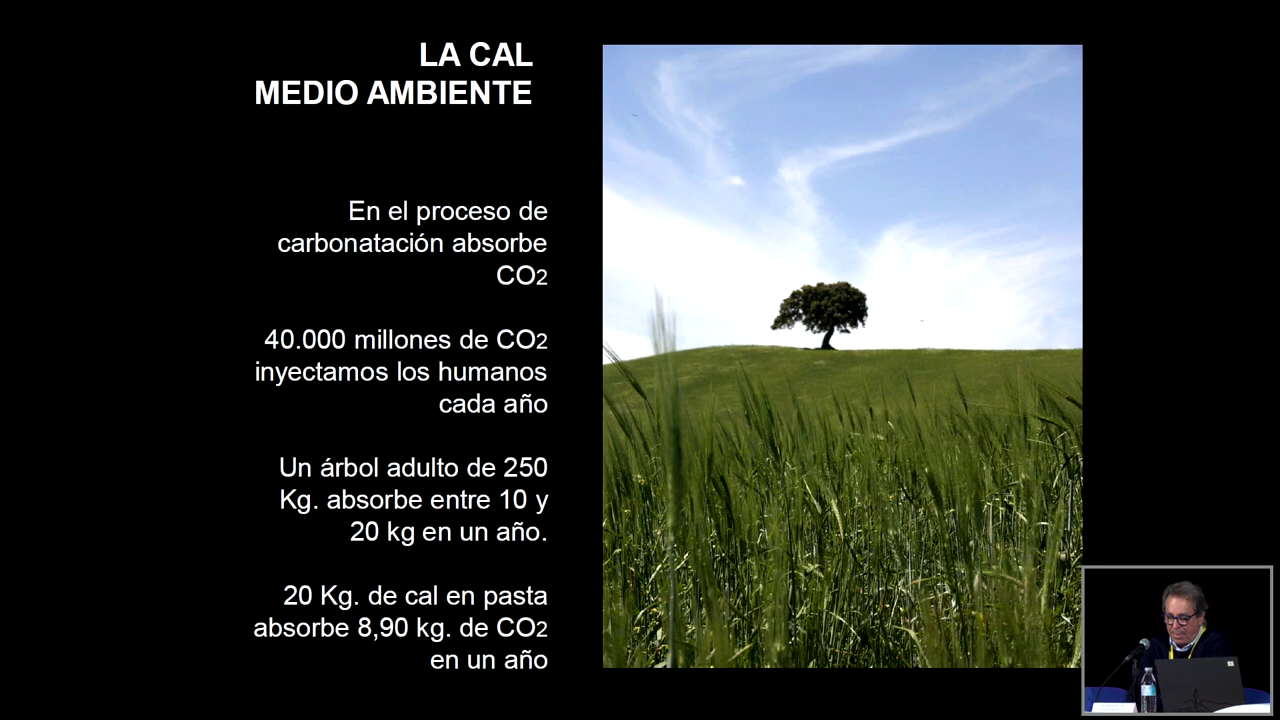 LA CAL
MEDIO AMBIENTE
En el proceso de
carbonatación absorbe
CO2
40.000 millones de CO2
inyectamos los humanos
cada año
Un árbol adulto de 250
Kg. absorbe entre 10 y
20 kg en un año.
20 Kg. de cal en pasta
absorbe 8,90 kg. de CO2
en un año